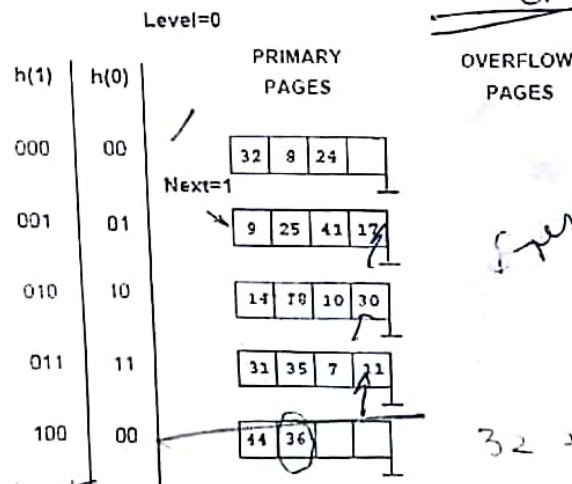 Level=0
PRIMARY PAGES
OVERFLOW PAGES
h(1) h(0)
000 00 32 8 24
Next=1
001 01 9 25 41 17
010 10 14 18 10 30
011 11 31 35 7 11
100 00 44 36
32